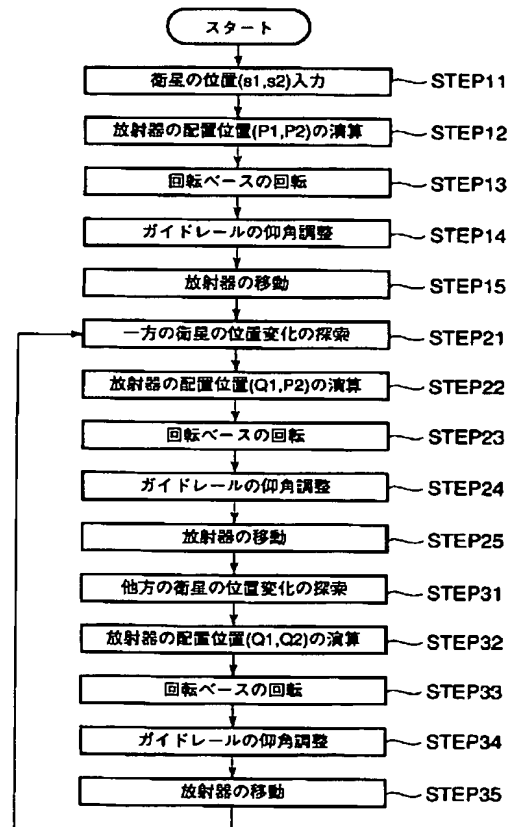 スタート
衛星の位置(s1,s2)入力 STEP11
放射器の配置位置(P1,P2)の演算 STEP12
回転ベースの回転 STEP13
ガイドレールの仰角調整 STEP14
放射器の移動 STEP15
一方の衛星の位置変化の探索 STEP21
放射器の配置位置(Q1,P2)の演算 STEP22
回転ベースの回転 STEP23
ガイドレールの仰角調整 STEP24
放射器の移動 STEP25
他方の衛星の位置変化の探索 STEP31
放射器の配置位置(Q1,Q2)の演算 STEP32
回転ベースの回転 STEP33
ガイドレールの仰角調整 STEP34
放射器の移動 STEP35